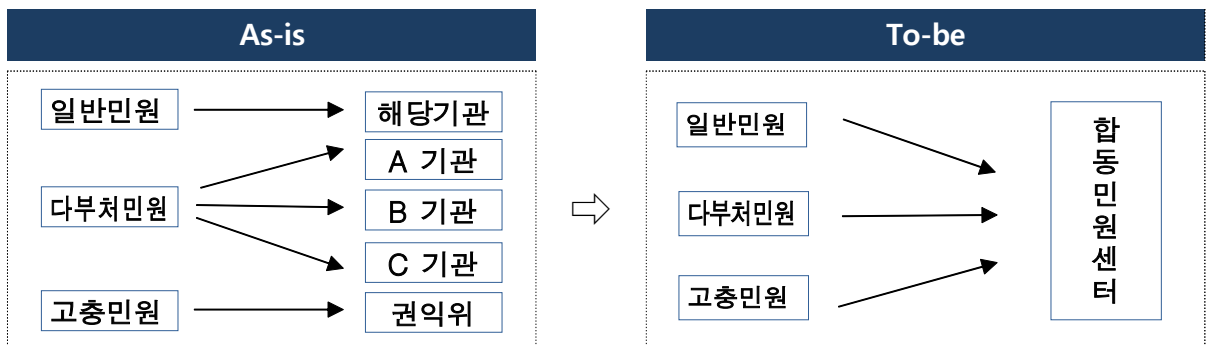 As-is
일반민원
해당기관
A 기관
다부처민원
B 기관
C 기관
고충민원
권익위
To-be
일반민원
다부처민원
고충민원
합
동
민
원
센
터